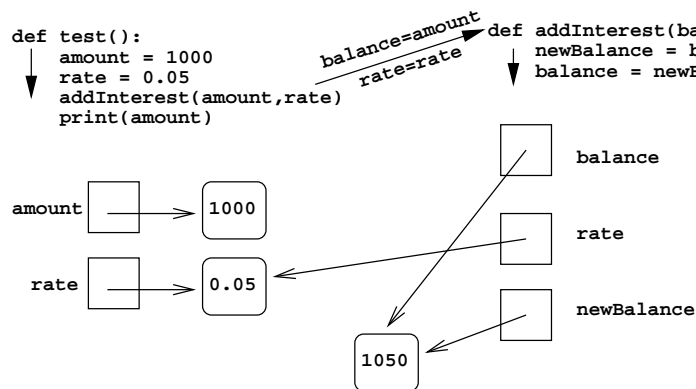 def test():
amount = 1000
rate = 0.05
addInterest(amount,rate)
print(amount)
balance=amount
rate=rate
def addInterest(ba
newBalance = b
balance = newB
balance
amount
1000
rate
rate
0.05
newBalance
1050